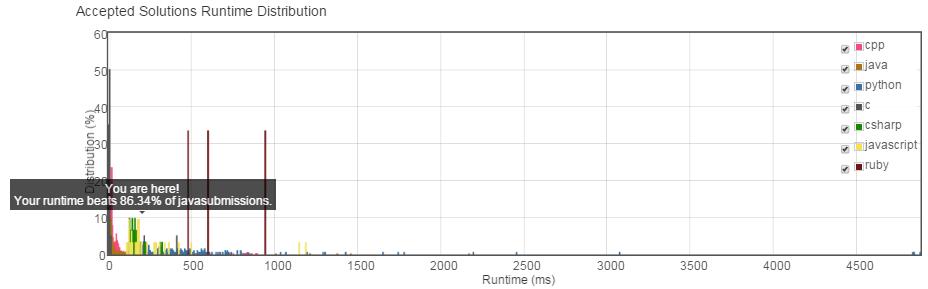 Accepted Solutions Runtime Distribution
60
50
40
30
20
10
0
Distribution (%)
cpp
java
python
c
csharp
javascript
ruby
You are here!
Your runtime beats 86.34% of javasubmissions.
0 500 1000 1500 2000 2500 3000 3500 4000 4500
Runtime (ms)